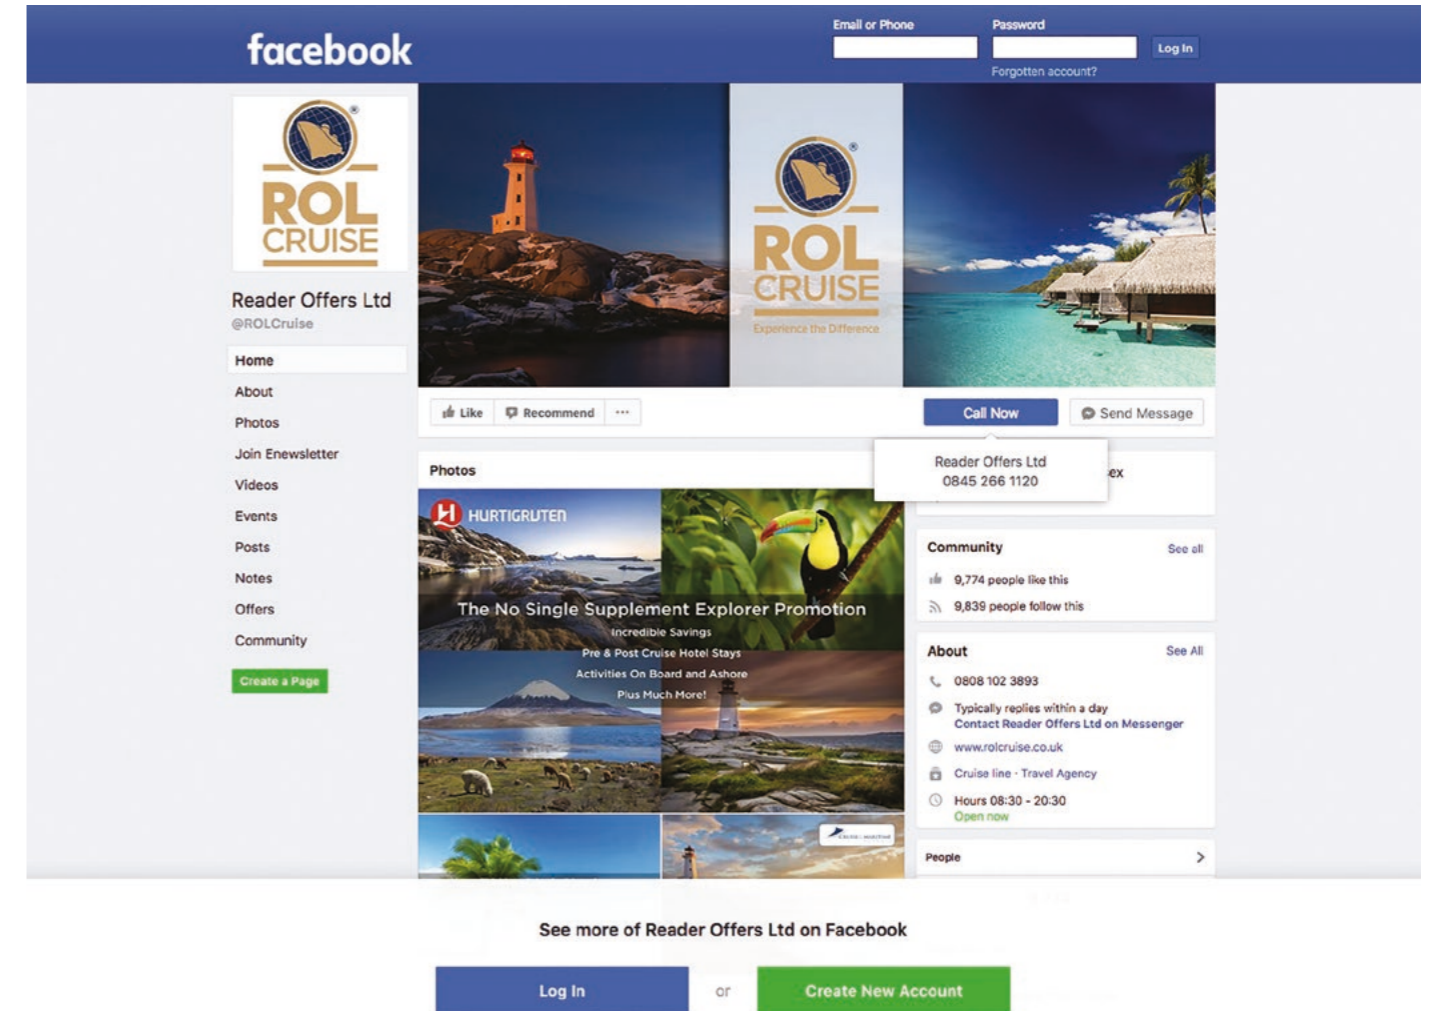 facebook
Email or Phone
Password
Log In
Forgotten account?
ROL
CRUISE
Reader Offers Ltd
@ROLCruise
Home
About
Photos
Join Enewsletter
Videos
Events
Posts
Notes
Offers
Community
Create a Page
ROL
CRUISE
Experience the Difference
Like
Recommend
Call Now
Send Message
Reader Offers Ltd
0845 266 1120
Photos
HURTIGRUTEN
The No Single Supplement Explorer Promotion
Incredible Savings
Pre & Post Cruise Hotel Stays
Activities On Board and Ashore
Plus Much More!
Community
See all
9,774 people like this
9,839 people follow this
About
See All
0808 102 3893
Typically replies within a day
Contact Reader Offers Ltd on Messenger
www.rolcruise.co.uk
Cruise line · Travel Agency
Hours 08:30 - 20:30
Open now
People
See more of Reader Offers Ltd on Facebook
Log In
or
Create New Account